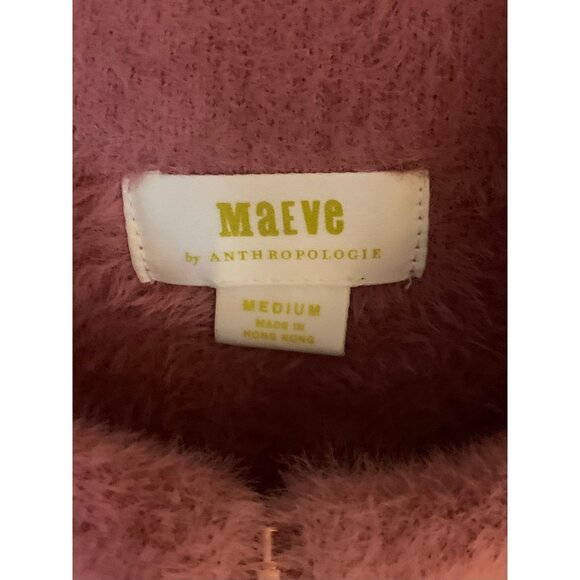 MaEVe
by ANTHROPOLOGIE
MEDIUM
MADE IN
HONG KONG